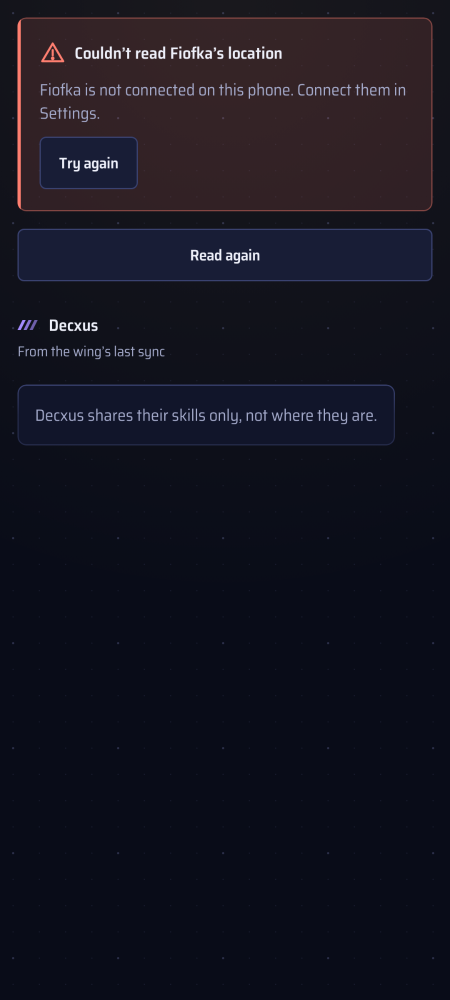 Couldn’t read Fiofka’s location
Fiofka is not connected on this phone. Connect them in
Settings.
Try again
Read again
Decxus
From the wing’s last sync
Decxus shares their skills only, not where they are.